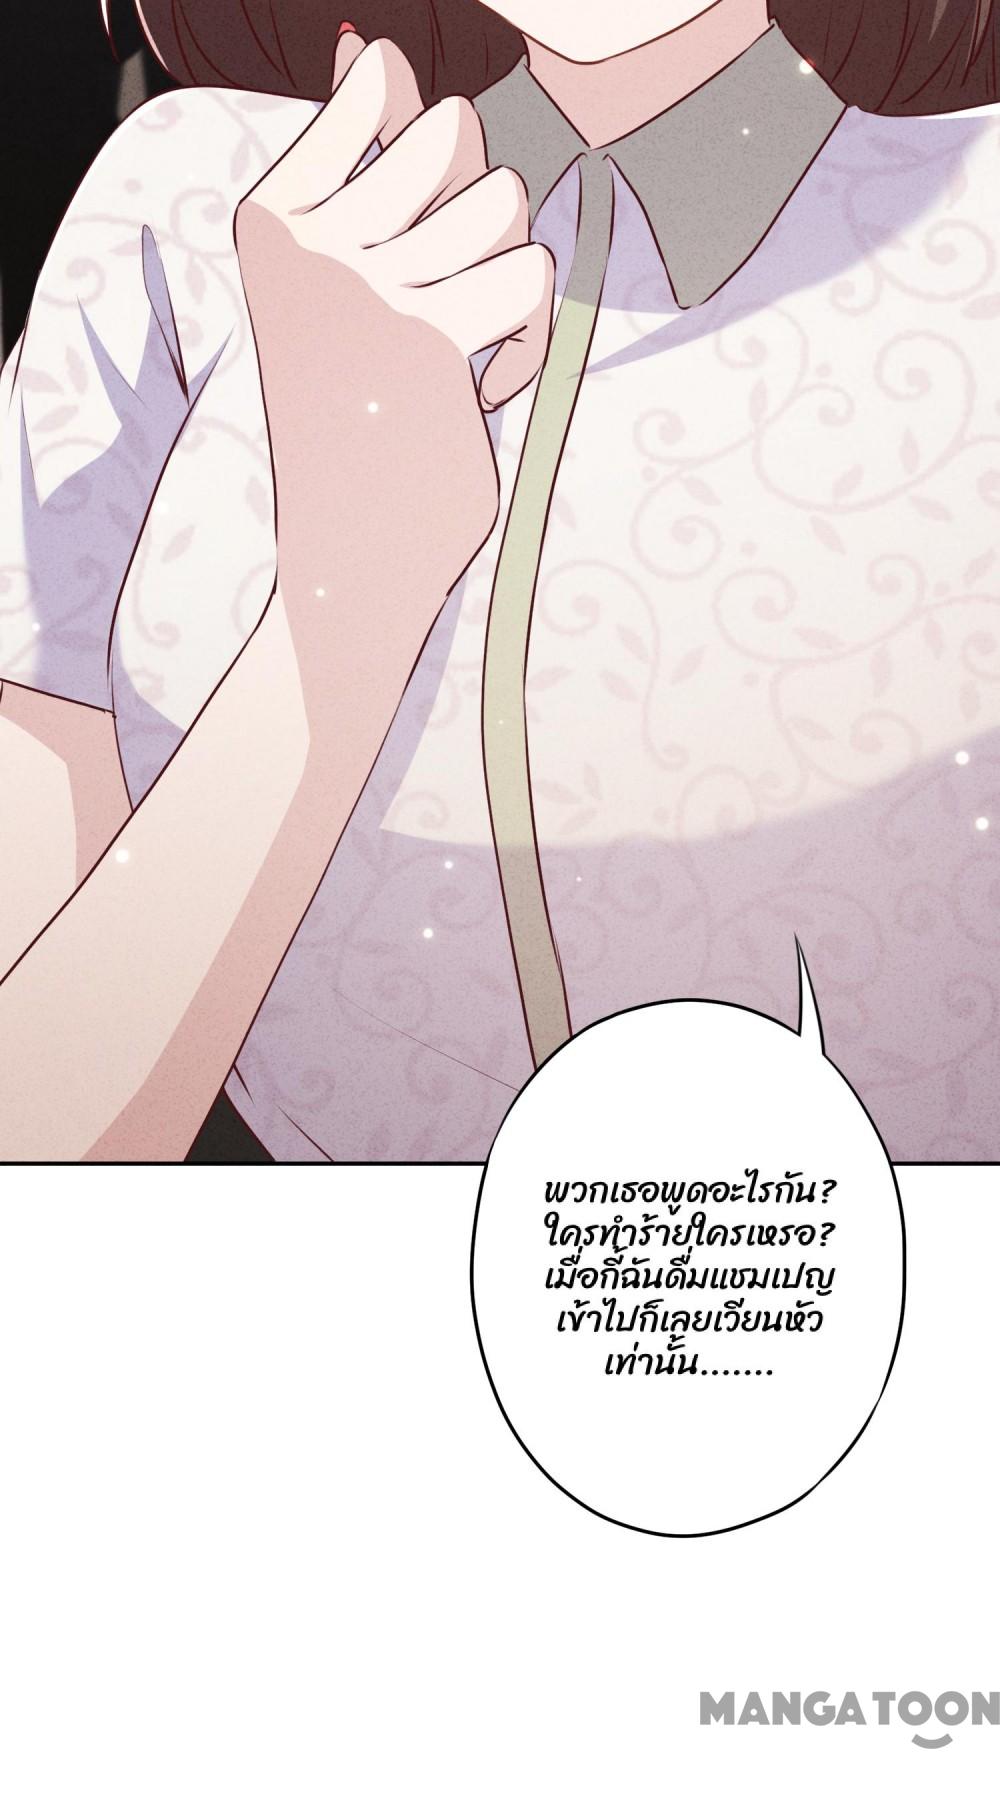 พวกเธอพูดอะไรกัน?
ใครทำร้ายใครเหรอ?
เมื่อกี้ฉันดื่มแชมเปญ
เข้าไปก็เลยเวียนหัว
เท่านั้น.......
MANGATOON